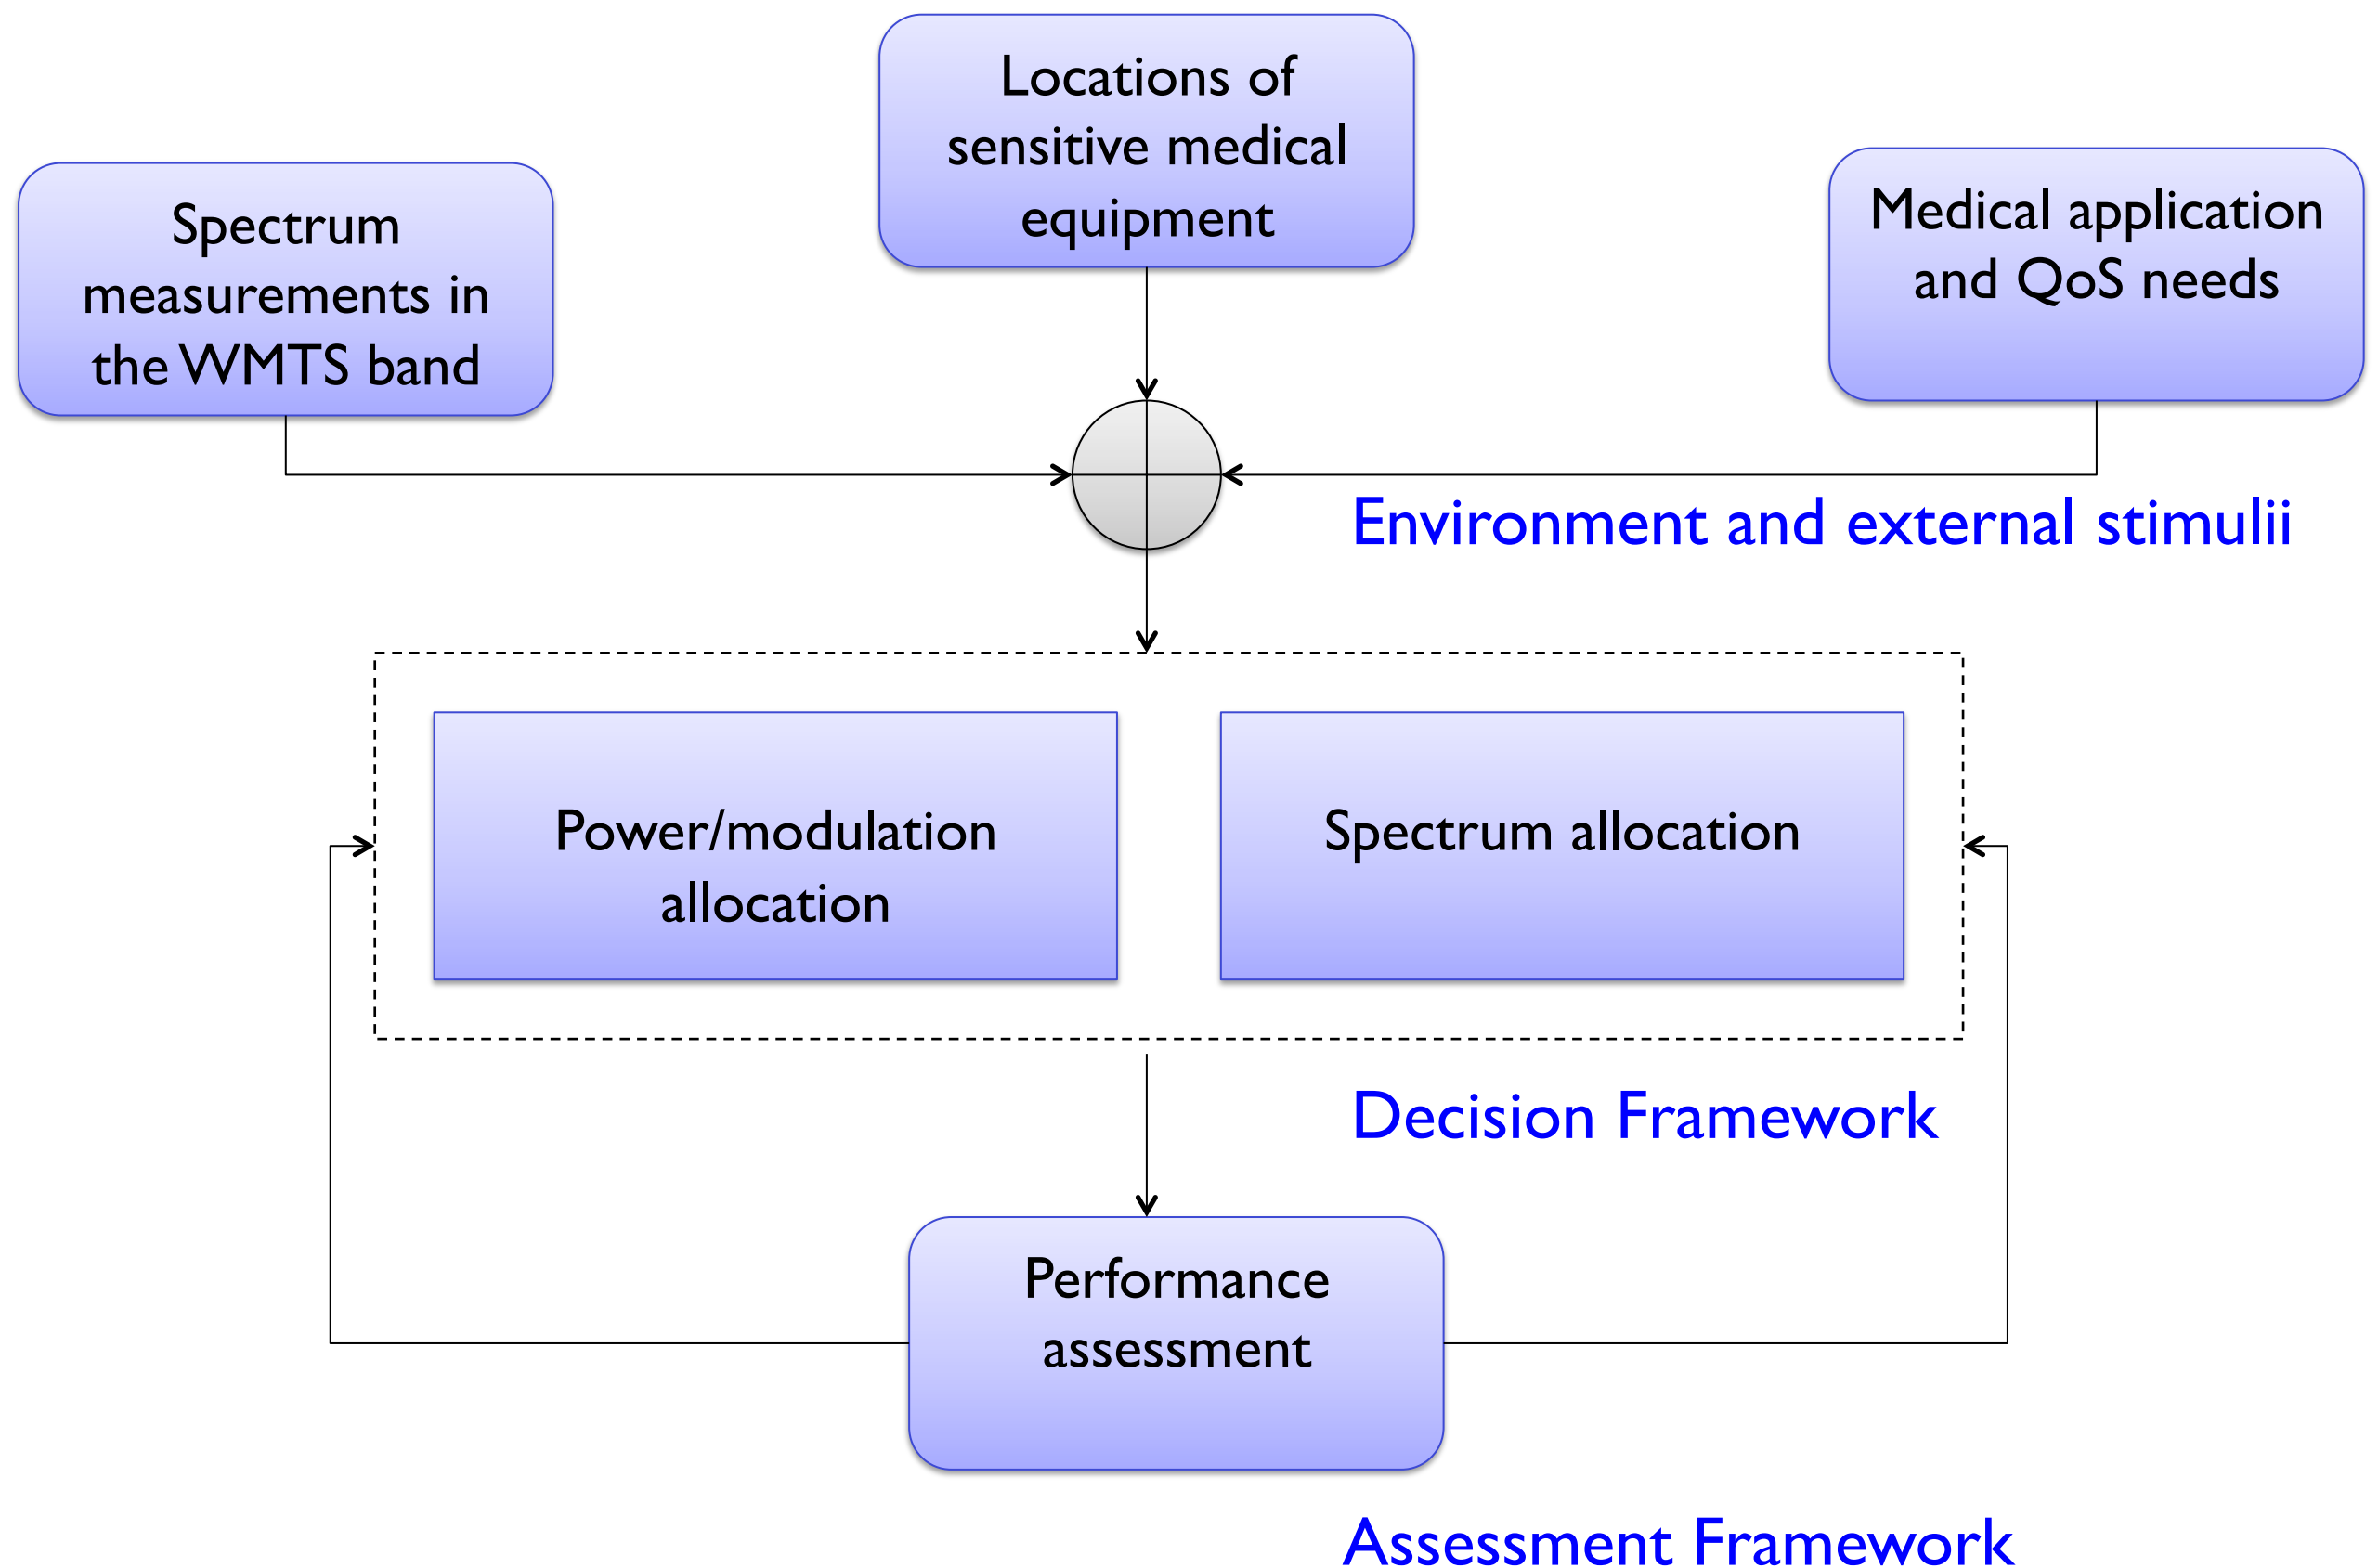 Locations of
sensitive medical
equipment
Spectrum
measurements in
the WMTS band
Medical application
and QoS needs
Environment and external stimulii
Power/modulation
allocation
Spectrum allocation
Decision Framework
Performance
assessment
Assessment Framework